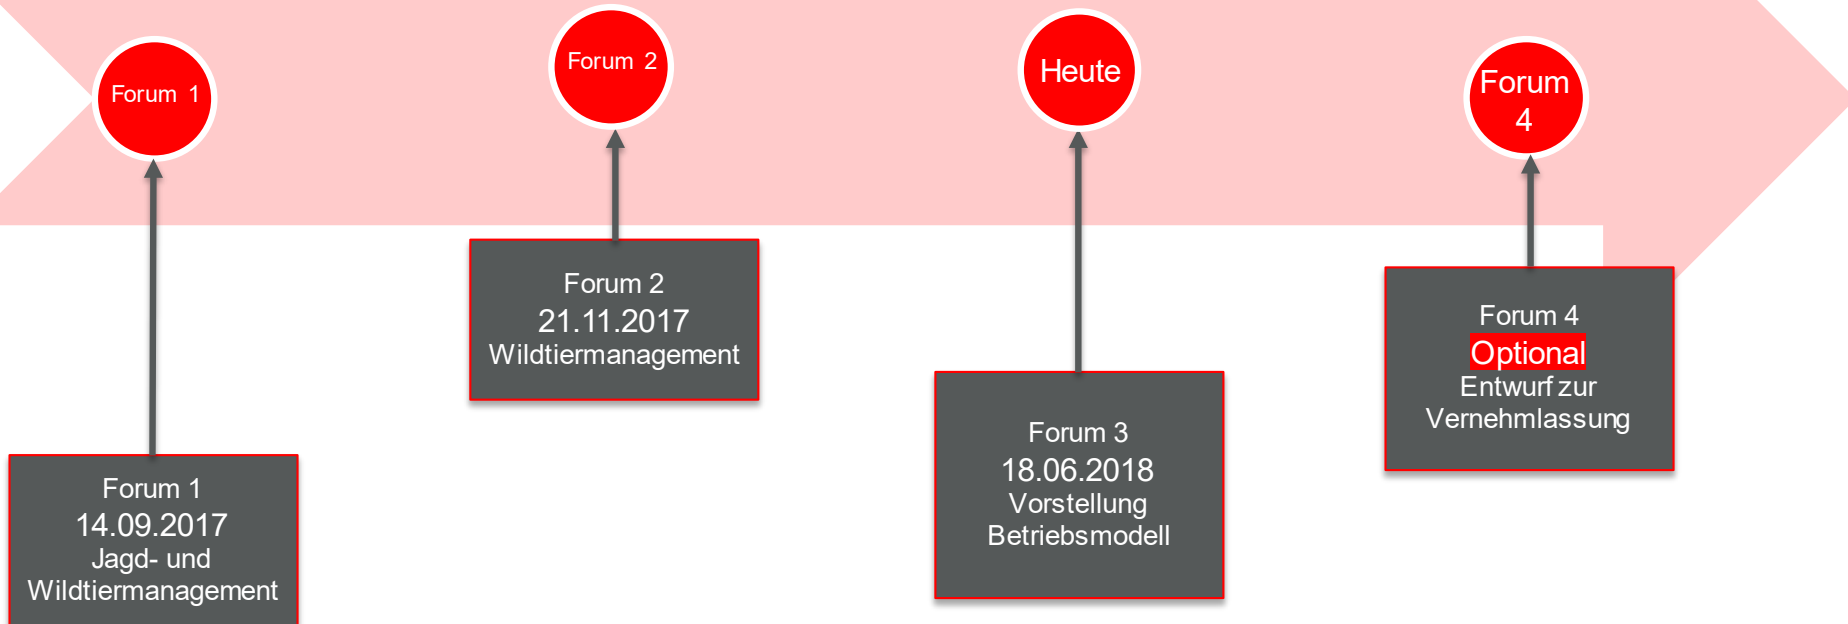 Forum 1
Forum 2
Heute
Forum
4
Forum 1
14.09.2017
Jagd- und
Wildtiermanagement
Forum 2
21.11.2017
Wildtiermanagement
Forum 3
18.06.2018
Vorstellung
Betriebsmodell
Forum 4
Optional
Entwurf zur
Vernehmlassung